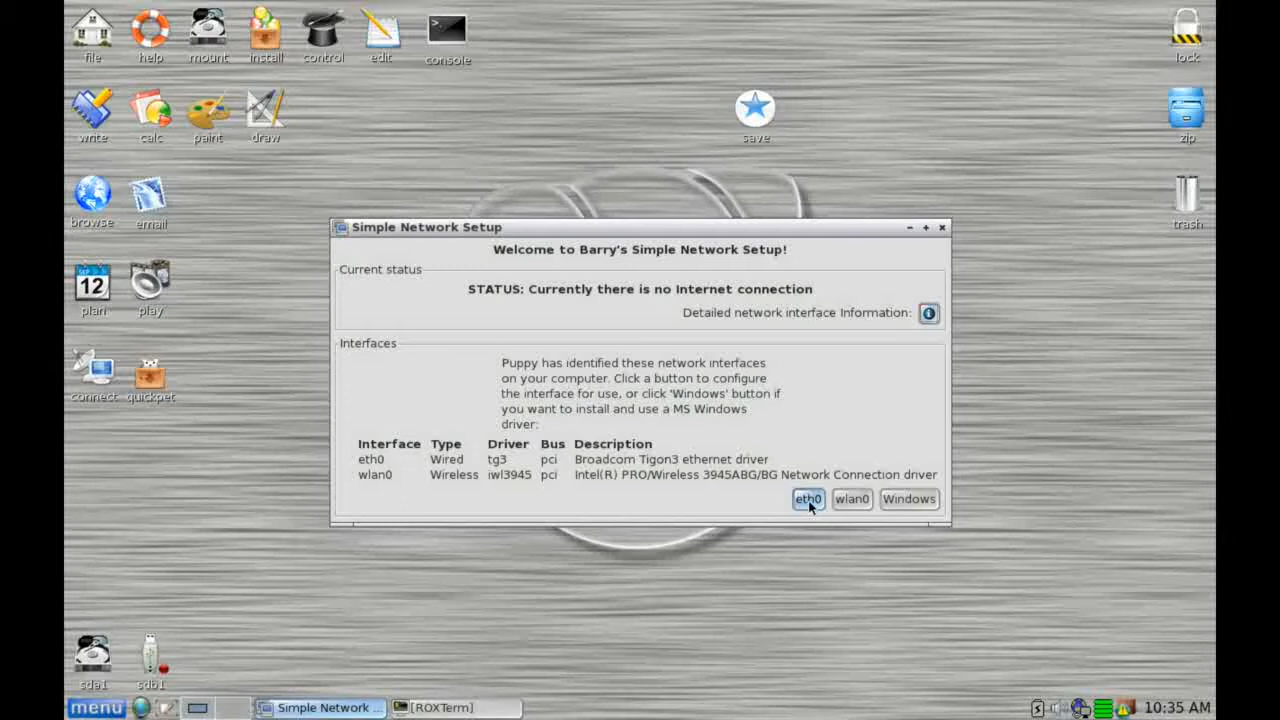 file help mount install control edit console lock
write calc paint draw save zip
browse email trash
12
plan play
connect quickpet
Simple Network Setup
Welcome to Barry's Simple Network Setup!
Current status
STATUS: Currently there is no Internet connection
Detailed network interface Information:
Interfaces
Puppy has identified these network interfaces
on your computer. Click a button to configure
the interface for use, or click 'Windows' button if
you want to install and use a MS Windows
driver:
Interface Type Driver Bus Description
eth0 Wired tg3 pci Broadcom Tigon3 ethernet driver
wlan0 Wireless iwl3945 pci Intel(R) PRO/Wireless 3945ABG/BG Network Connection driver
eth0 wlan0 Windows
sda1 sdb1
menu Simple Network ... [ROXTerm] 10:35 AM